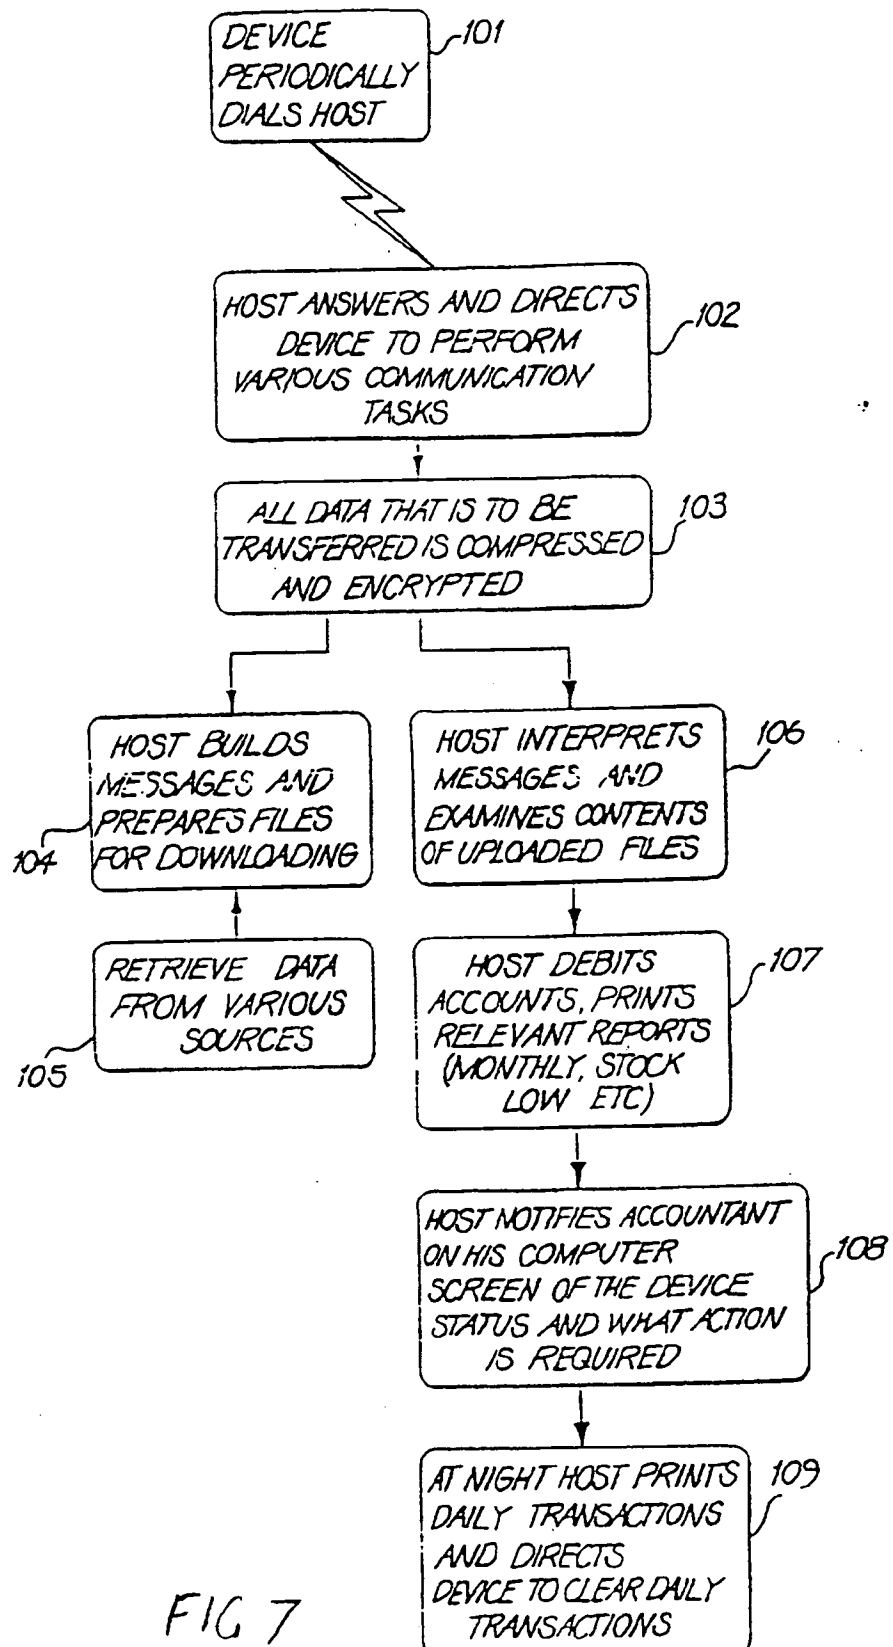 DEVICE
PERIODICALLY
DIALS HOST
101
HOST ANSWERS AND DIRECTS
DEVICE TO PERFORM
VARIOUS COMMUNICATION
TASKS
102
ALL DATA THAT IS TO BE
TRANSFERRED IS COMPRESSED
AND ENCRYPTED
103
HOST BUILDS
MESSAGES AND
PREPARES FILES
FOR DOWNLOADING
104
RETRIEVE DATA
FROM VARIOUS
SOURCES
105
HOST INTERPRETS
MESSAGES AND
EXAMINES CONTENTS
OF UPLOADED FILES
106
HOST DEBITS
ACCOUNTS, PRINTS
RELEVANT REPORTS
(MONTHLY, STOCK
LOW ETC)
107
HOST NOTIFIES ACCOUNTANT
ON HIS COMPUTER
SCREEN OF THE DEVICE
STATUS AND WHAT ACTION
IS REQUIRED
108
AT NIGHT HOST PRINTS
DAILY TRANSACTIONS
AND DIRECTS
DEVICE TO CLEAR DAILY
TRANSACTIONS
109
FIG 7